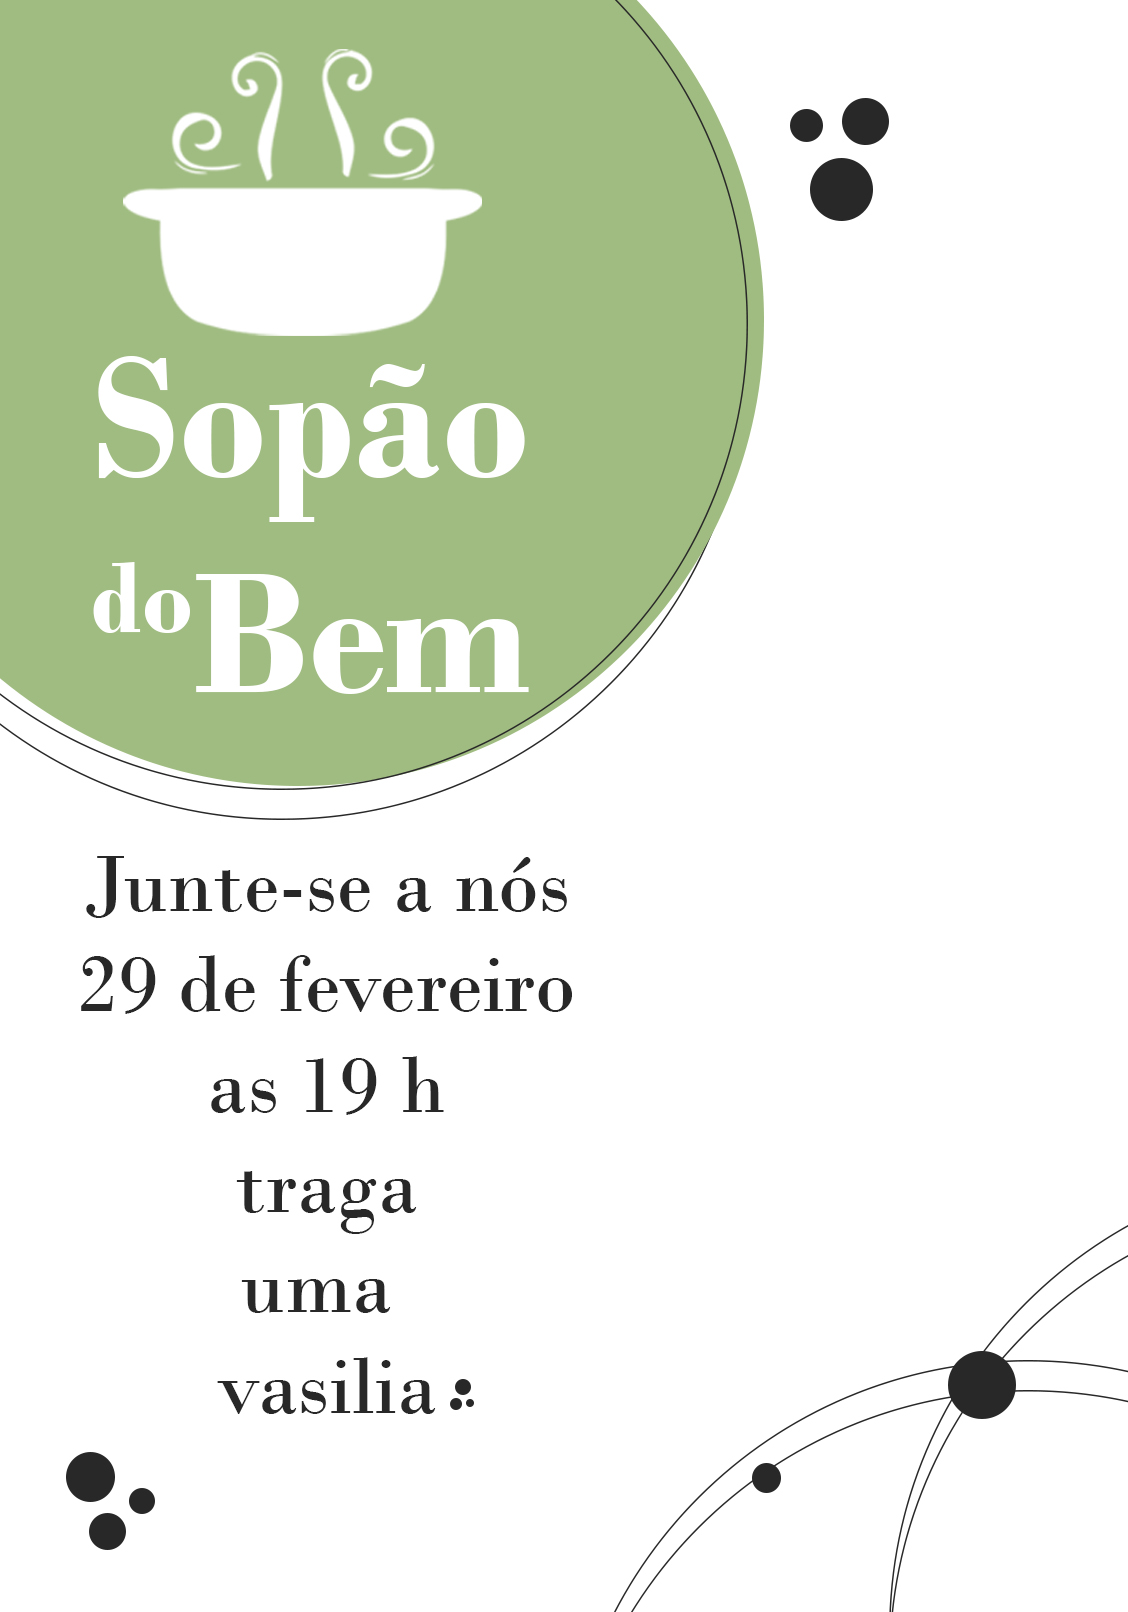 Sopão
do Bem
Junte-se a nós
29 de fevereiro
as 19 h
traga
uma
vasilia